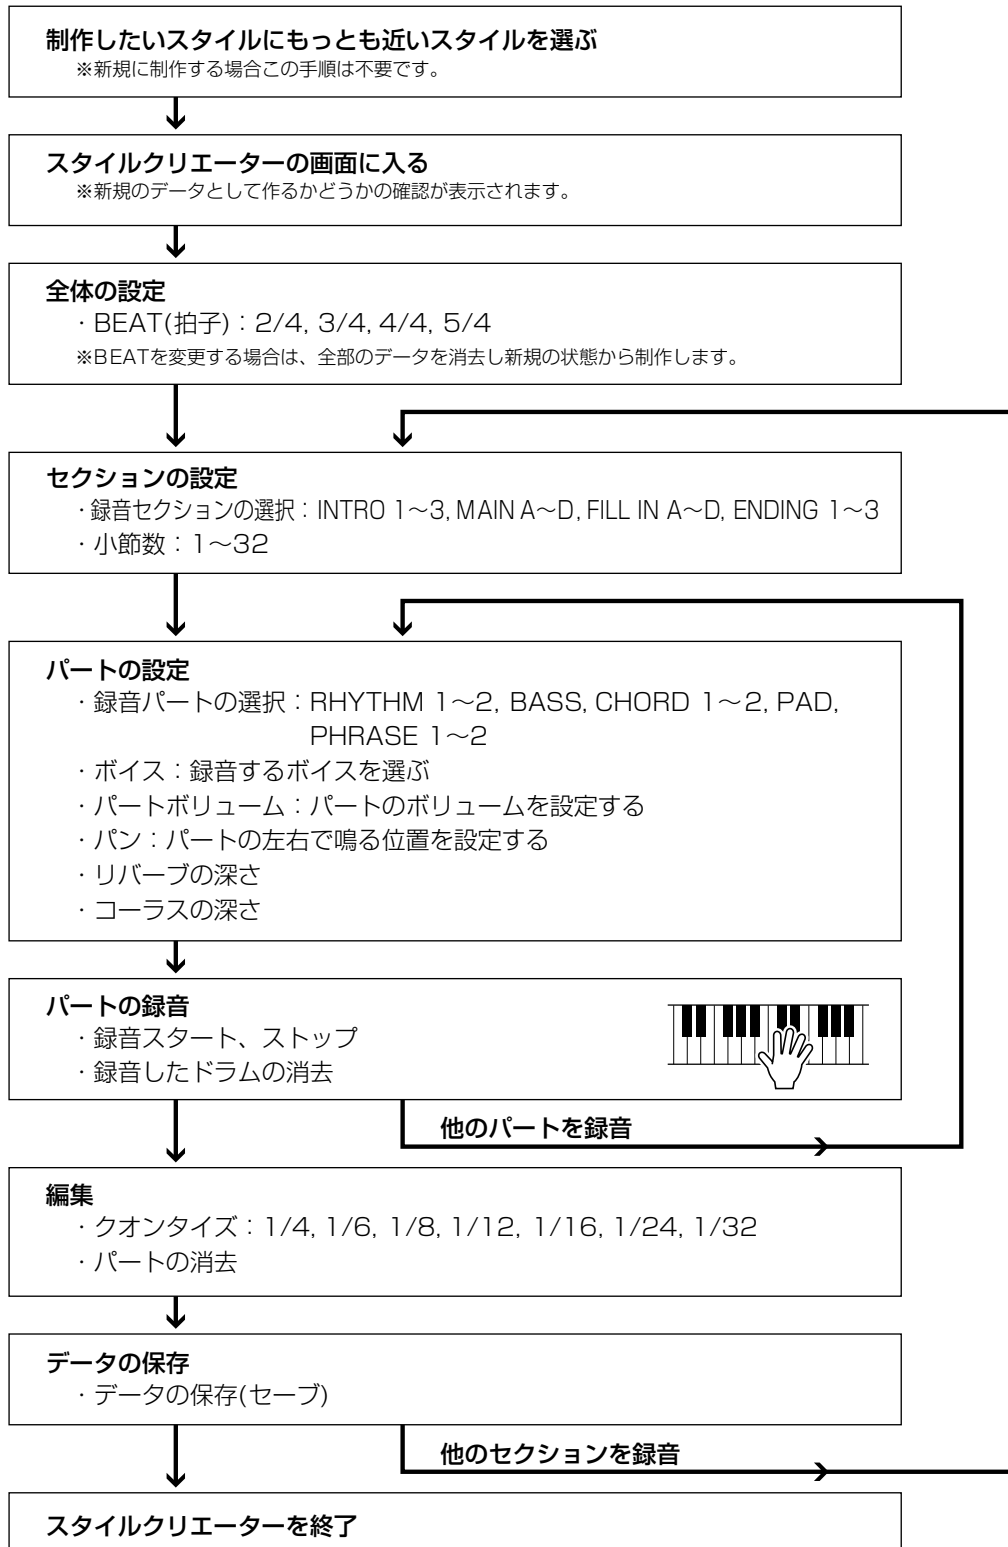 制作したいスタイルにもっとも近いスタイルを選ぶ
※新規に制作する場合この手順は不要です。
スタイルクリエーターの画面に入る
※新規のデータとして作るかどうかの確認が表示されます。
全体の設定
・BEAT(拍子)：2/4, 3/4, 4/4, 5/4
※BEATを変更する場合は、全部のデータを消去し新規の状態から制作します。
セクションの設定
・録音セクションの選択：INTRO 1～3, MAIN A～D, FILL IN A～D, ENDING 1～3
・小節数：1～32
パートの設定
・録音パートの選択：RHYTHM 1～2, BASS, CHORD 1～2, PAD,
PHRASE 1～2
・ボイス：録音するボイスを選ぶ
・パートボリューム：パートのボリュームを設定する
・パン：パートの左右で鳴る位置を設定する
・リバーブの深さ
・コーラスの深さ
パートの録音
・録音スタート、ストップ
・録音したドラムの消去
他のパートを録音
編集
・クオンタイズ：1/4, 1/6, 1/8, 1/12, 1/16, 1/24, 1/32
・パートの消去
データの保存
・データの保存(セーブ)
他のセクションを録音
スタイルクリエーターを終了